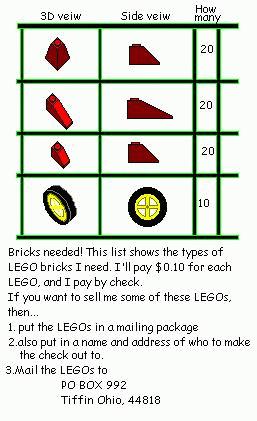 3D veiw Side veiw How many
20
20
20
10
Bricks needed! This list shows the types of
LEGO bricks I need. I'll pay $0.10 for each
LEGO, and I pay by check.
If you want to sell me some of these LEGOs,
then...
1. put the LEGOs in a mailing package
2.also put in a name and address of who to make
the check out to.
3.Mail the LEGOs to
PO BOX 992
Tiffin Ohio, 44818